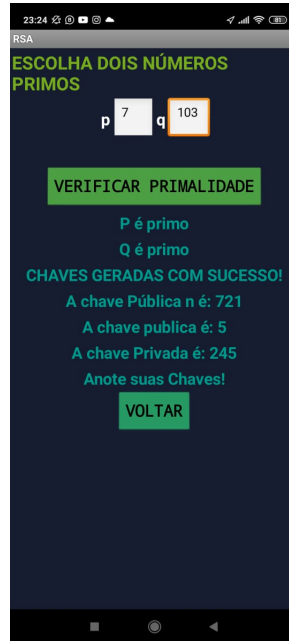 23:24
81
RSA
ESCOLHA DOIS NÚMEROS
PRIMOS
p 7 q 103
VERIFICAR PRIMALIDADE
P é primo
Q é primo
CHAVES GERADAS COM SUCESSO!
A chave Pública n é: 721
A chave publica é: 5
A chave Privada é: 245
Anote suas Chaves!
VOLTAR